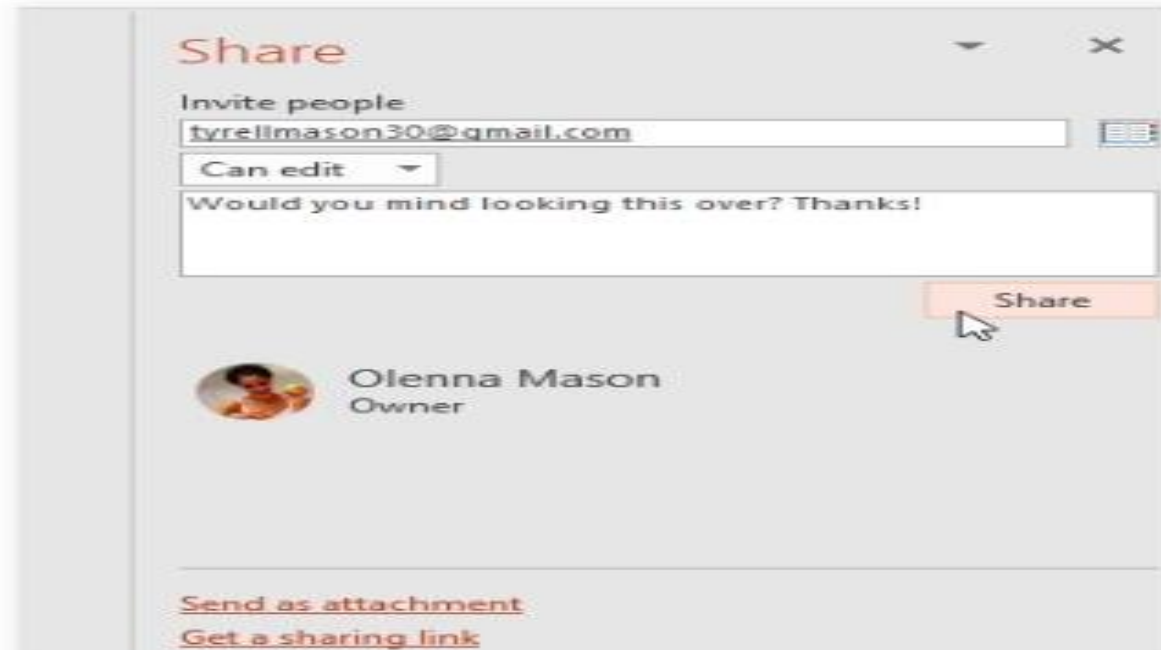 Share
Invite people
tyrellmason30@gmail.com
Can edit
Would you mind looking this over? Thanks!
Share
Olenna Mason
Owner
Send as attachment
Get a sharing link